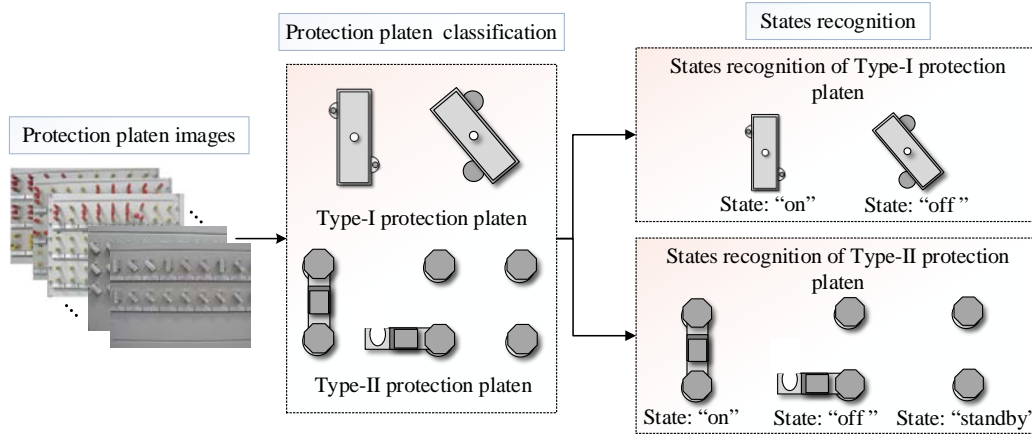 Protection platen images
Protection platen classification
Type-I protection platen
Type-II protection platen
States recognition
States recognition of Type-I protection
platen
State: “on”
State: “off”
States recognition of Type-II protection
platen
State: “on”
State: “off”
State: “standby”